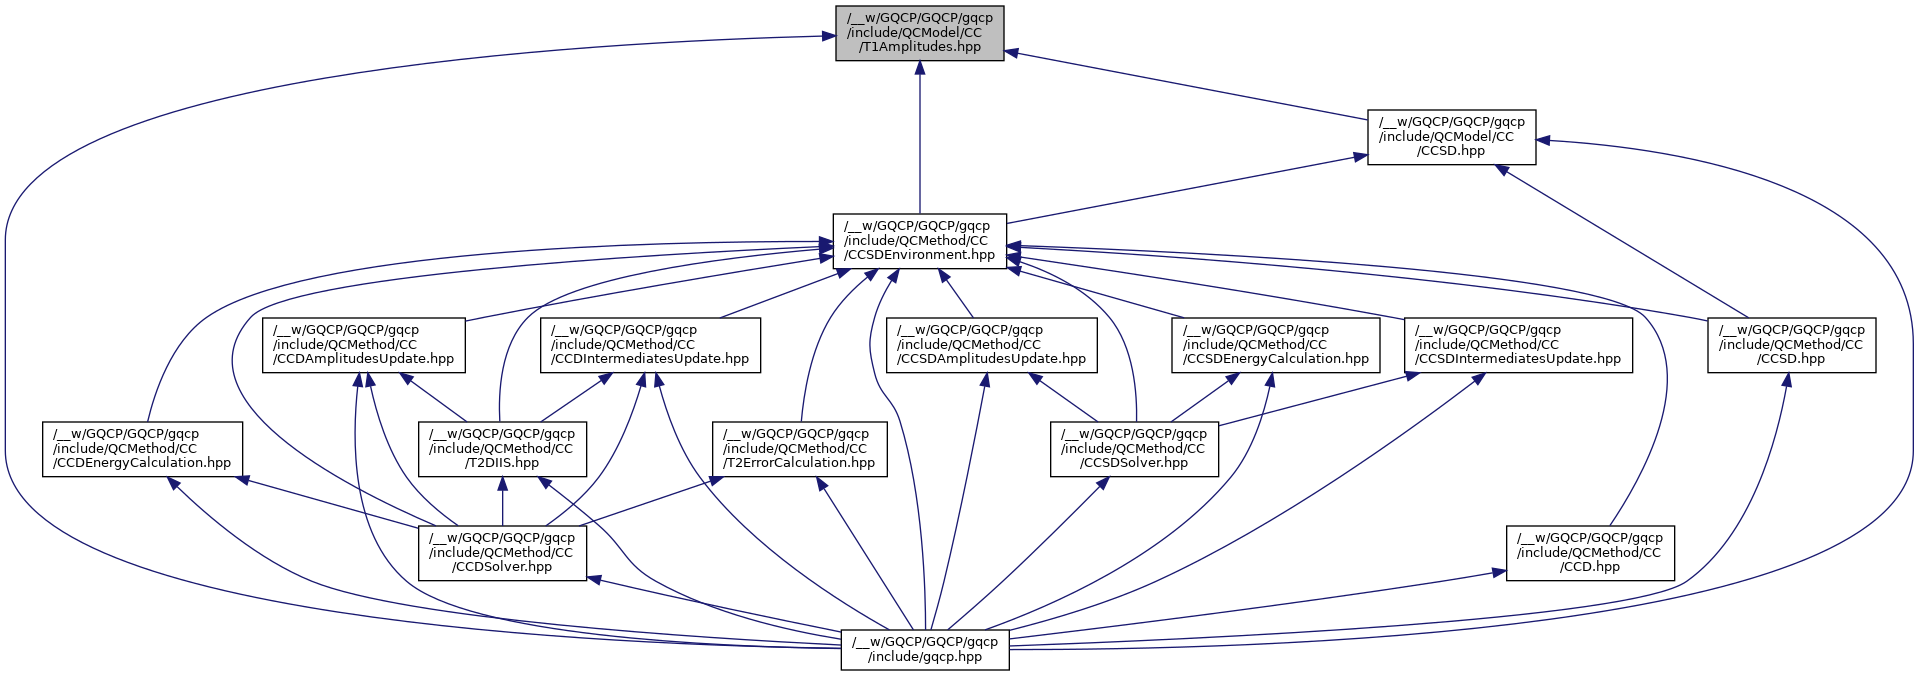 /__w/GQCP/GQCP/gqcp
/include/QCModel/CC
/T1Amplitudes.hpp
/__w/GQCP/GQCP/gqcp
/include/QCModel/CC
/CCSD.hpp
/__w/GQCP/GQCP/gqcp
/include/QCMethod/CC
/CCSDEnvironment.hpp
/__w/GQCP/GQCP/gqcp
/include/QCMethod/CC
/CCDAmplitudesUpdate.hpp
/__w/GQCP/GQCP/gqcp
/include/QCMethod/CC
/CCDIntermediatesUpdate.hpp
/__w/GQCP/GQCP/gqcp
/include/QCMethod/CC
/CCSDAmplitudesUpdate.hpp
/__w/GQCP/GQCP/gqcp
/include/QCMethod/CC
/CCSDEnergyCalculation.hpp
/__w/GQCP/GQCP/gqcp
/include/QCMethod/CC
/CCSDIntermediatesUpdate.hpp
/__w/GQCP/GQCP/gqcp
/include/QCMethod/CC
/CCSD.hpp
/__w/GQCP/GQCP/gqcp
/include/QCMethod/CC
/CCDEnergyCalculation.hpp
/__w/GQCP/GQCP/gqcp
/include/QCMethod/CC
/T2DIIS.hpp
/__w/GQCP/GQCP/gqcp
/include/QCMethod/CC
/T2ErrorCalculation.hpp
/__w/GQCP/GQCP/gqcp
/include/QCMethod/CC
/CCSDSolver.hpp
/__w/GQCP/GQCP/gqcp
/include/QCMethod/CC
/CCDSolver.hpp
/__w/GQCP/GQCP/gqcp
/include/QCMethod/CC
/CCD.hpp
/__w/GQCP/GQCP/gqcp
/include/gqcp.hpp